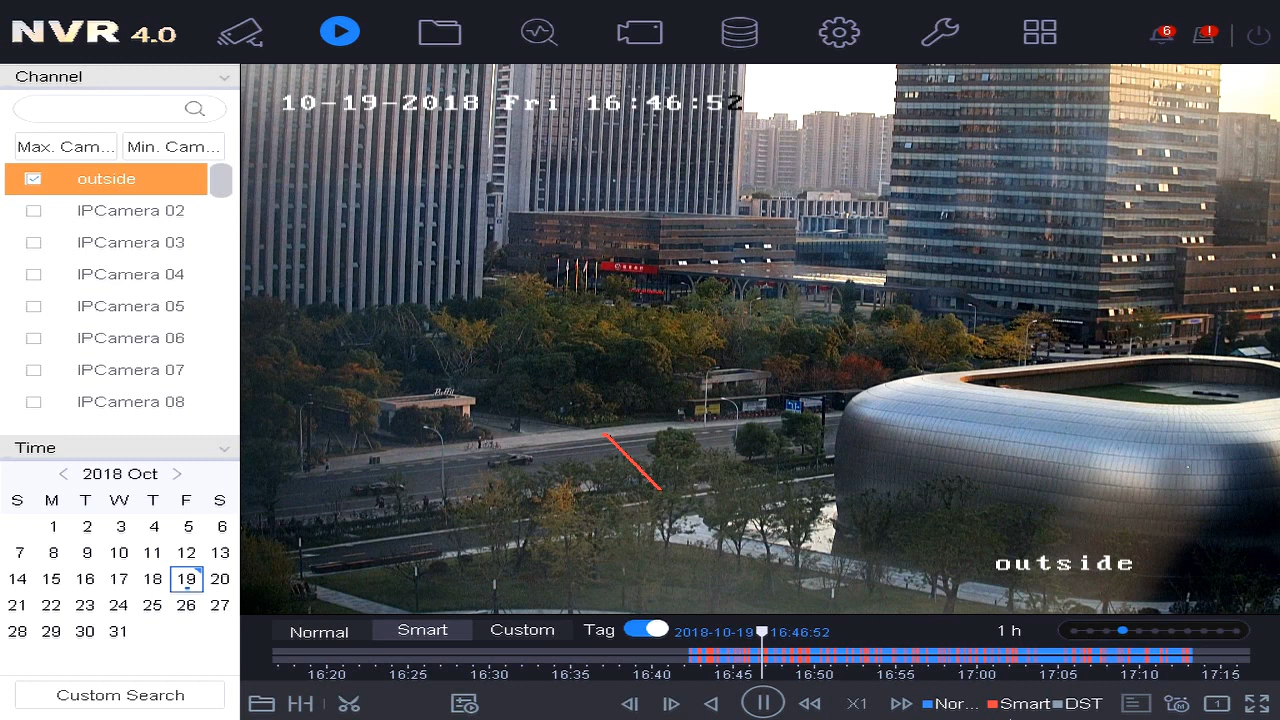 NVR 4.0
6
!
Channel
Max. Cam... Min. Cam...
outside
IPCamera 02
IPCamera 03
IPCamera 04
IPCamera 05
IPCamera 06
IPCamera 07
IPCamera 08
Time
2018 Oct
S M T W T F S
1 2 3 4 5 6
7 8 9 10 11 12 13
14 15 16 17 18 19 20
21 22 23 24 25 26 27
28 29 30 31
Custom Search
10-19-2018 Fri 16:46:52
outside
Normal Smart Custom Tag 2018-10-19 16:46:52 1 h
16:20 16:25 16:30 16:35 16:40 16:45 16:50 16:55 17:00 17:05 17:10 17:15
X1 Nor... Smart DST M 1